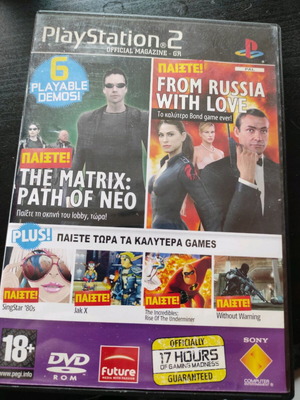 PlayStation®2
OFFICIAL MAGAZINE - GR
6
PLAYABLE
DEMOS!
ΠΑΙΞΤΕ!
THE MATRIX:
PATH OF NEO
Παίξτε τη σκηνή του lobby, τώρα!
ΠΑΙΞΤΕ!
FROM RUSSIA
WITH LOVE
Το καλύτερο Bond game ever!
PLUS! ΠΑΙΞΤΕ ΤΩΡΑ ΤΑ ΚΑΛΥΤΕΡΑ GAMES
ΠΑΙΞΤΕ!
SingStar '80s
ΠΑΙΞΤΕ!
Jak X
ΠΑΙΞΤΕ!
The Incredibles:
Rise Of The Underminer
ΠΑΙΞΤΕ!
Without Warning
18+
www.pegi.info
DVD
ROM
Future
OFFICIALLY
17 HOURS
OF GAMING MADNESS
GUARANTEED
SONY